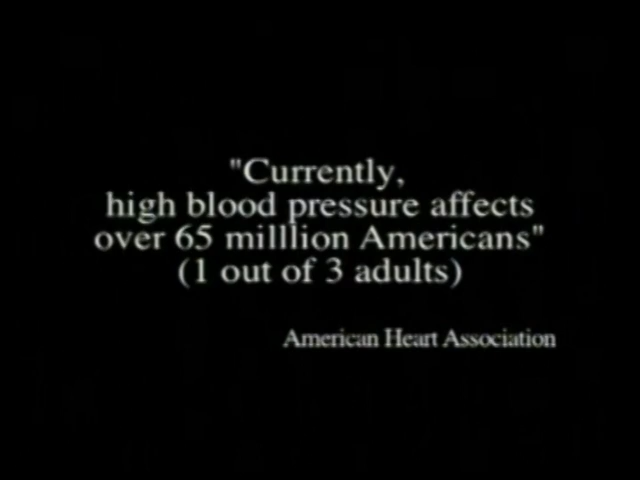 "Currently,
high blood pressure affects
over 65 milllion Americans"
(1 out of 3 adults)
American Heart Association